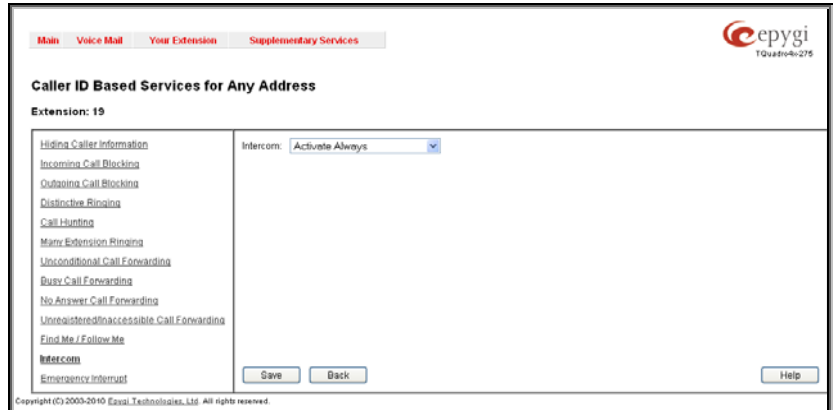 Main Voice Mail Your Extension Supplementary Services
epygi
TQuadro4x-275
Caller ID Based Services for Any Address
Extension: 19
Hiding Caller Information
Incoming Call Blocking
Outgoing Call Blocking
Distinctive Ringing
Call Hunting
Many Extension Ringing
Unconditional Call Forwarding
Busy Call Forwarding
No Answer Call Forwarding
Unregistered/Inaccessible Call Forwarding
Find Me / Follow Me
Intercom
Emergency Interrupt
Intercom: Activate Always
Save Back Help
Copyright (C) 2003-2010 Epygi Technologies, Ltd. All rights reserved.